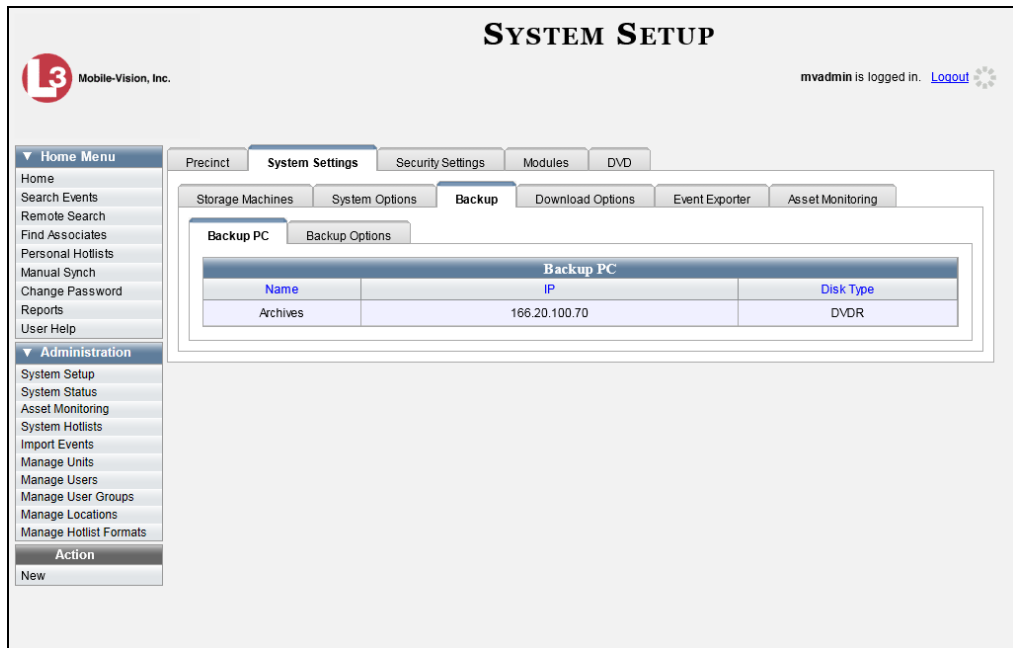 SYSTEM SETUP
L3 Mobile-Vision, Inc.
mvadmin is logged in. Logout
▼ Home Menu
Home
Search Events
Remote Search
Find Associates
Personal Hotlists
Manual Synch
Change Password
Reports
User Help
▼ Administration
System Setup
System Status
Asset Monitoring
System Hotlists
Import Events
Manage Units
Manage Users
Manage User Groups
Manage Locations
Manage Hotlist Formats
Action
New
Precinct System Settings Security Settings Modules DVD
Storage Machines System Options Backup Download Options Event Exporter Asset Monitoring
Backup PC Backup Options
Backup PC
Name IP Disk Type
Archives 166.20.100.70 DVDR